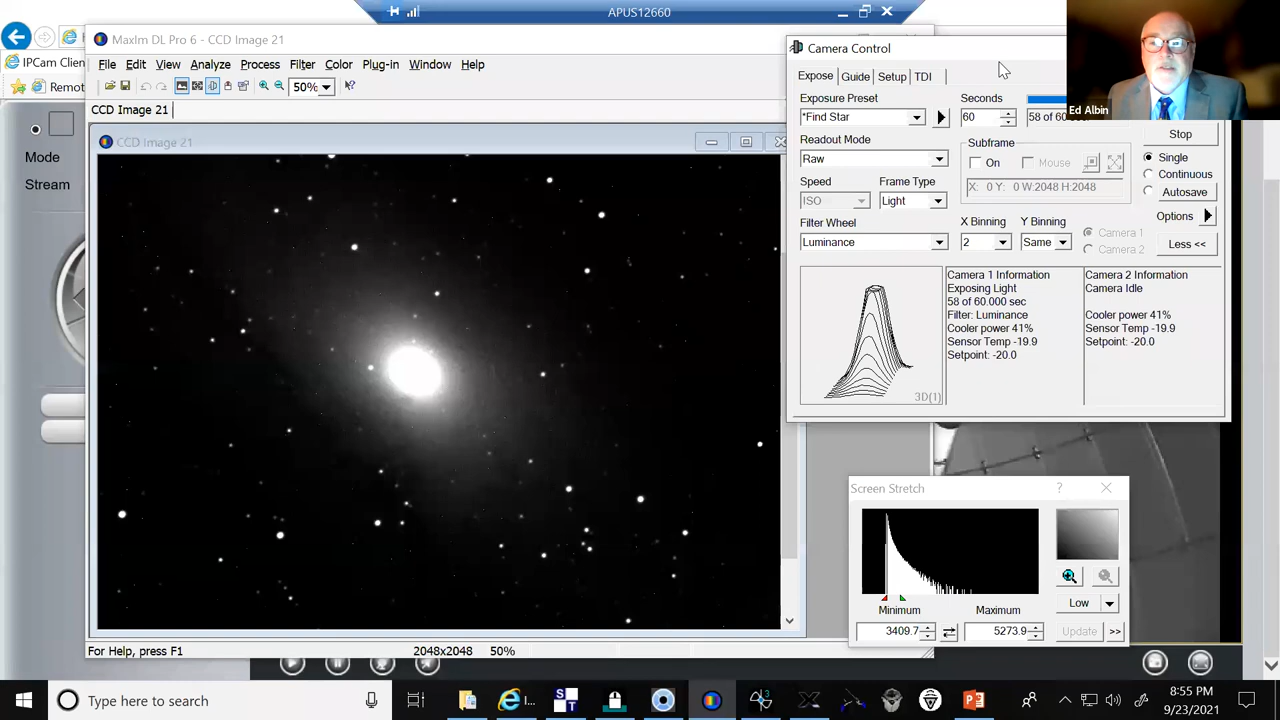 APUS12660
MaxIm DL Pro 6 - CCD Image 21
IPCam Clien
Remot
File Edit View Analyze Process Filter Color Plug-in Window Help
50%
CCD Image 21
CCD Image 21
Mode
Stream
For Help, press F1
2048x2048 50%
Camera Control
Expose Guide Setup TDI
Exposure Preset
*Find Star
Seconds
60
58 of 60
Stop
Readout Mode
Raw
Subframe
On Mouse
X: 0 Y: 0 W:2048 H:2048
Single
Continuous
Autosave
Speed
ISO
Frame Type
Light
Options
Filter Wheel
Luminance
X Binning
2
Y Binning
Same
Camera 1
Camera 2
Less <<
3D(1)
Camera 1 Information
Exposing Light
58 of 60.000 sec
Filter: Luminance
Cooler power 41%
Sensor Temp -19.9
Setpoint: -20.0
Camera 2 Information
Camera Idle
Cooler power 41%
Sensor Temp -19.9
Setpoint: -20.0
Ed Albin
Screen Stretch
?
Low
Minimum Maximum
3409.7 5273.9 Update >>
Type here to search
8:55 PM
9/23/2021